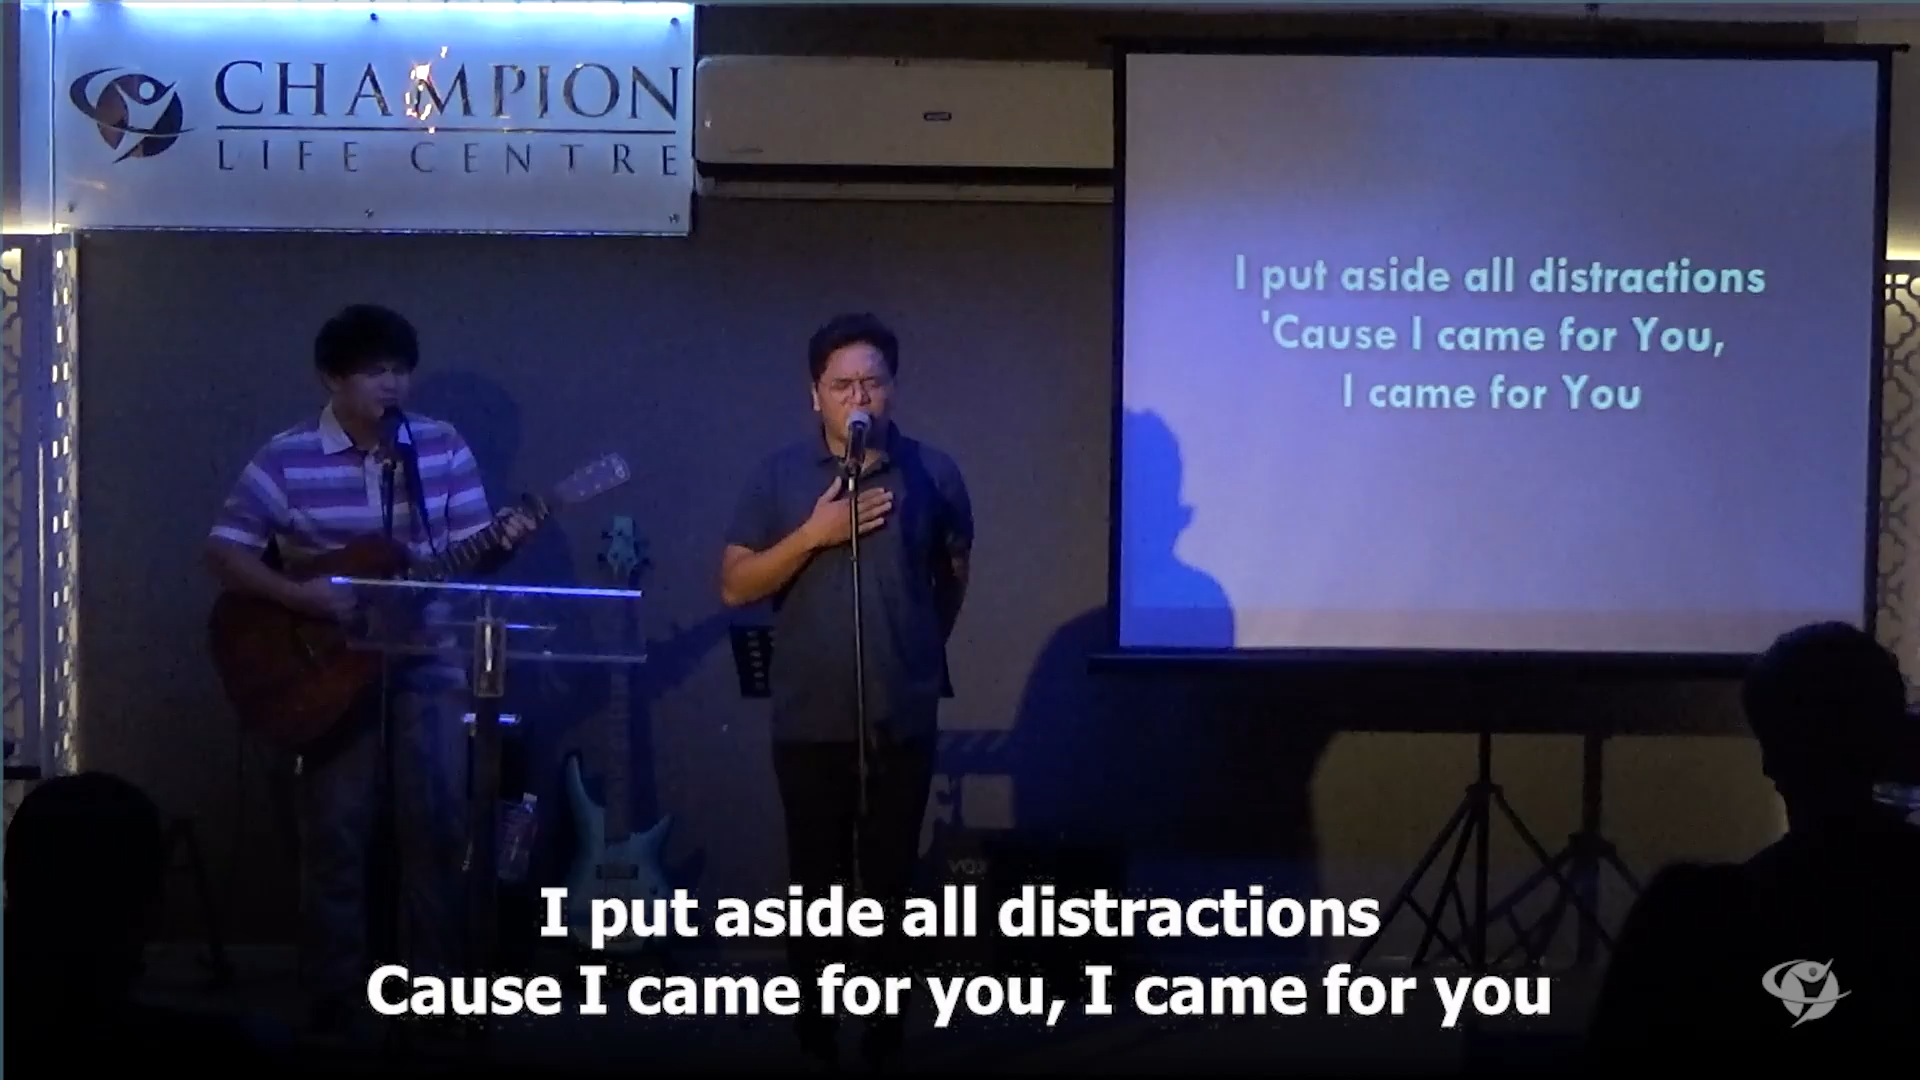 CHAMPION
LIFE CENTRE
I put aside all distractions
'Cause I came for You,
I came for You
VOX
I put aside all distractions
Cause I came for you, I came for you